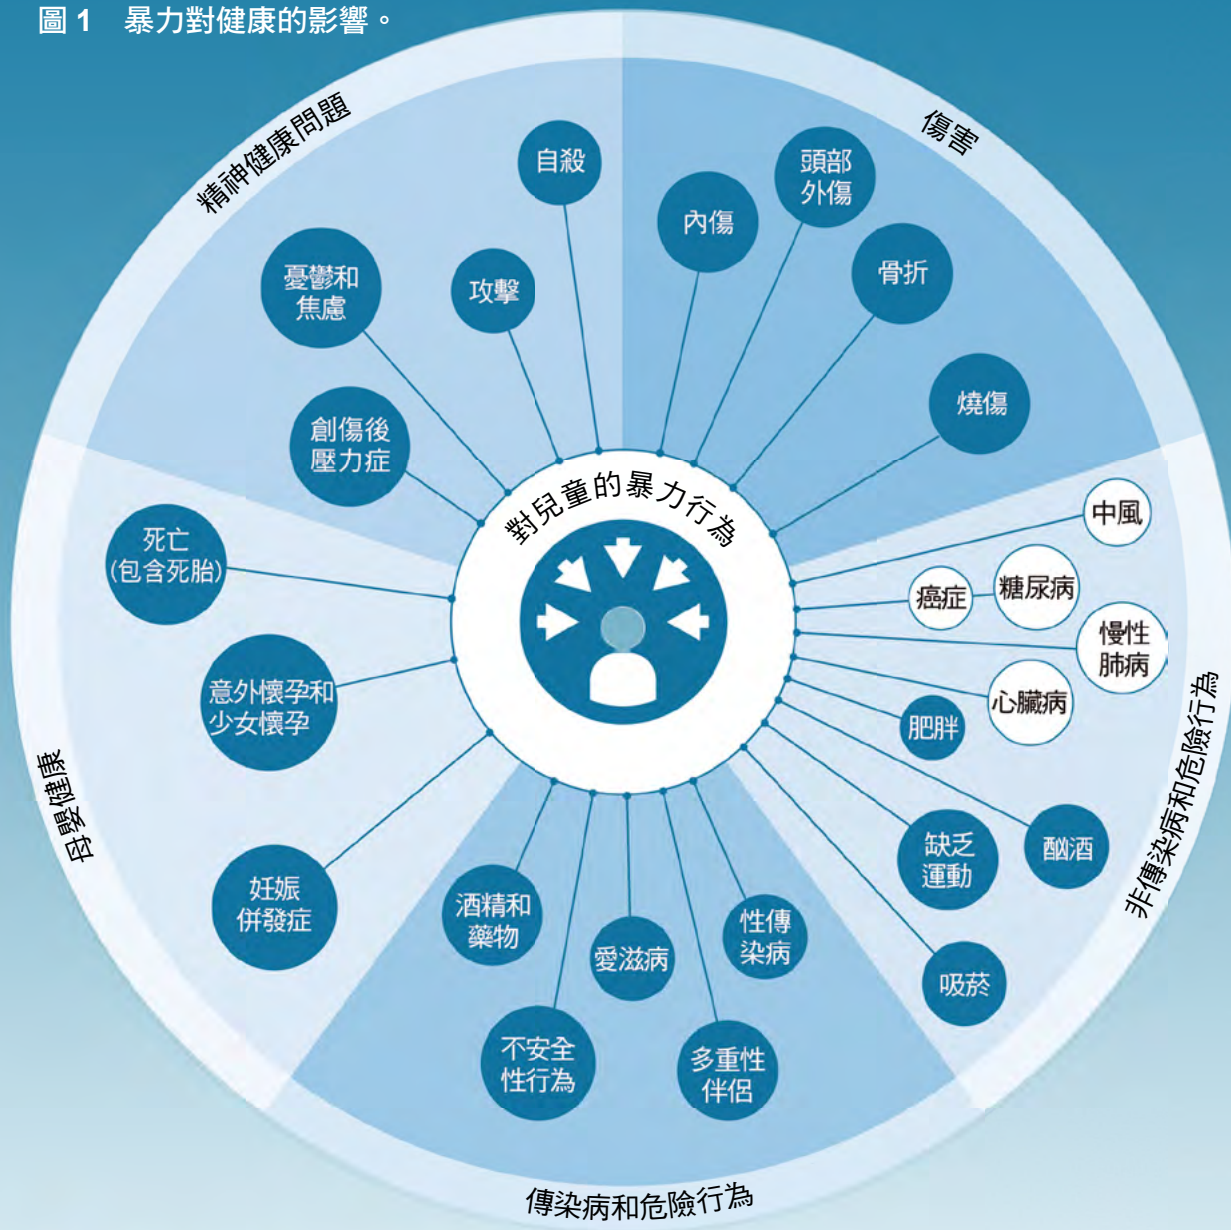 圖 1 暴力對健康的影響。
精神健康問題
自殺
攻擊
憂鬱和
焦慮
創傷後
壓力症
傷害
內傷
頭部
外傷
骨折
燒傷
對兒童的暴力行為
非傳染病和危險行為
中風
癌症
糖尿病
慢性
肺病
心臟病
肥胖
酗酒
缺乏
運動
吸菸
傳染病和危險行為
性傳
染病
多重性
伴侶
愛滋病
不安全
性行為
酒精和
藥物
母嬰健康
死亡
(包含死胎)
意外懷孕和
少女懷孕
妊娠
併發症